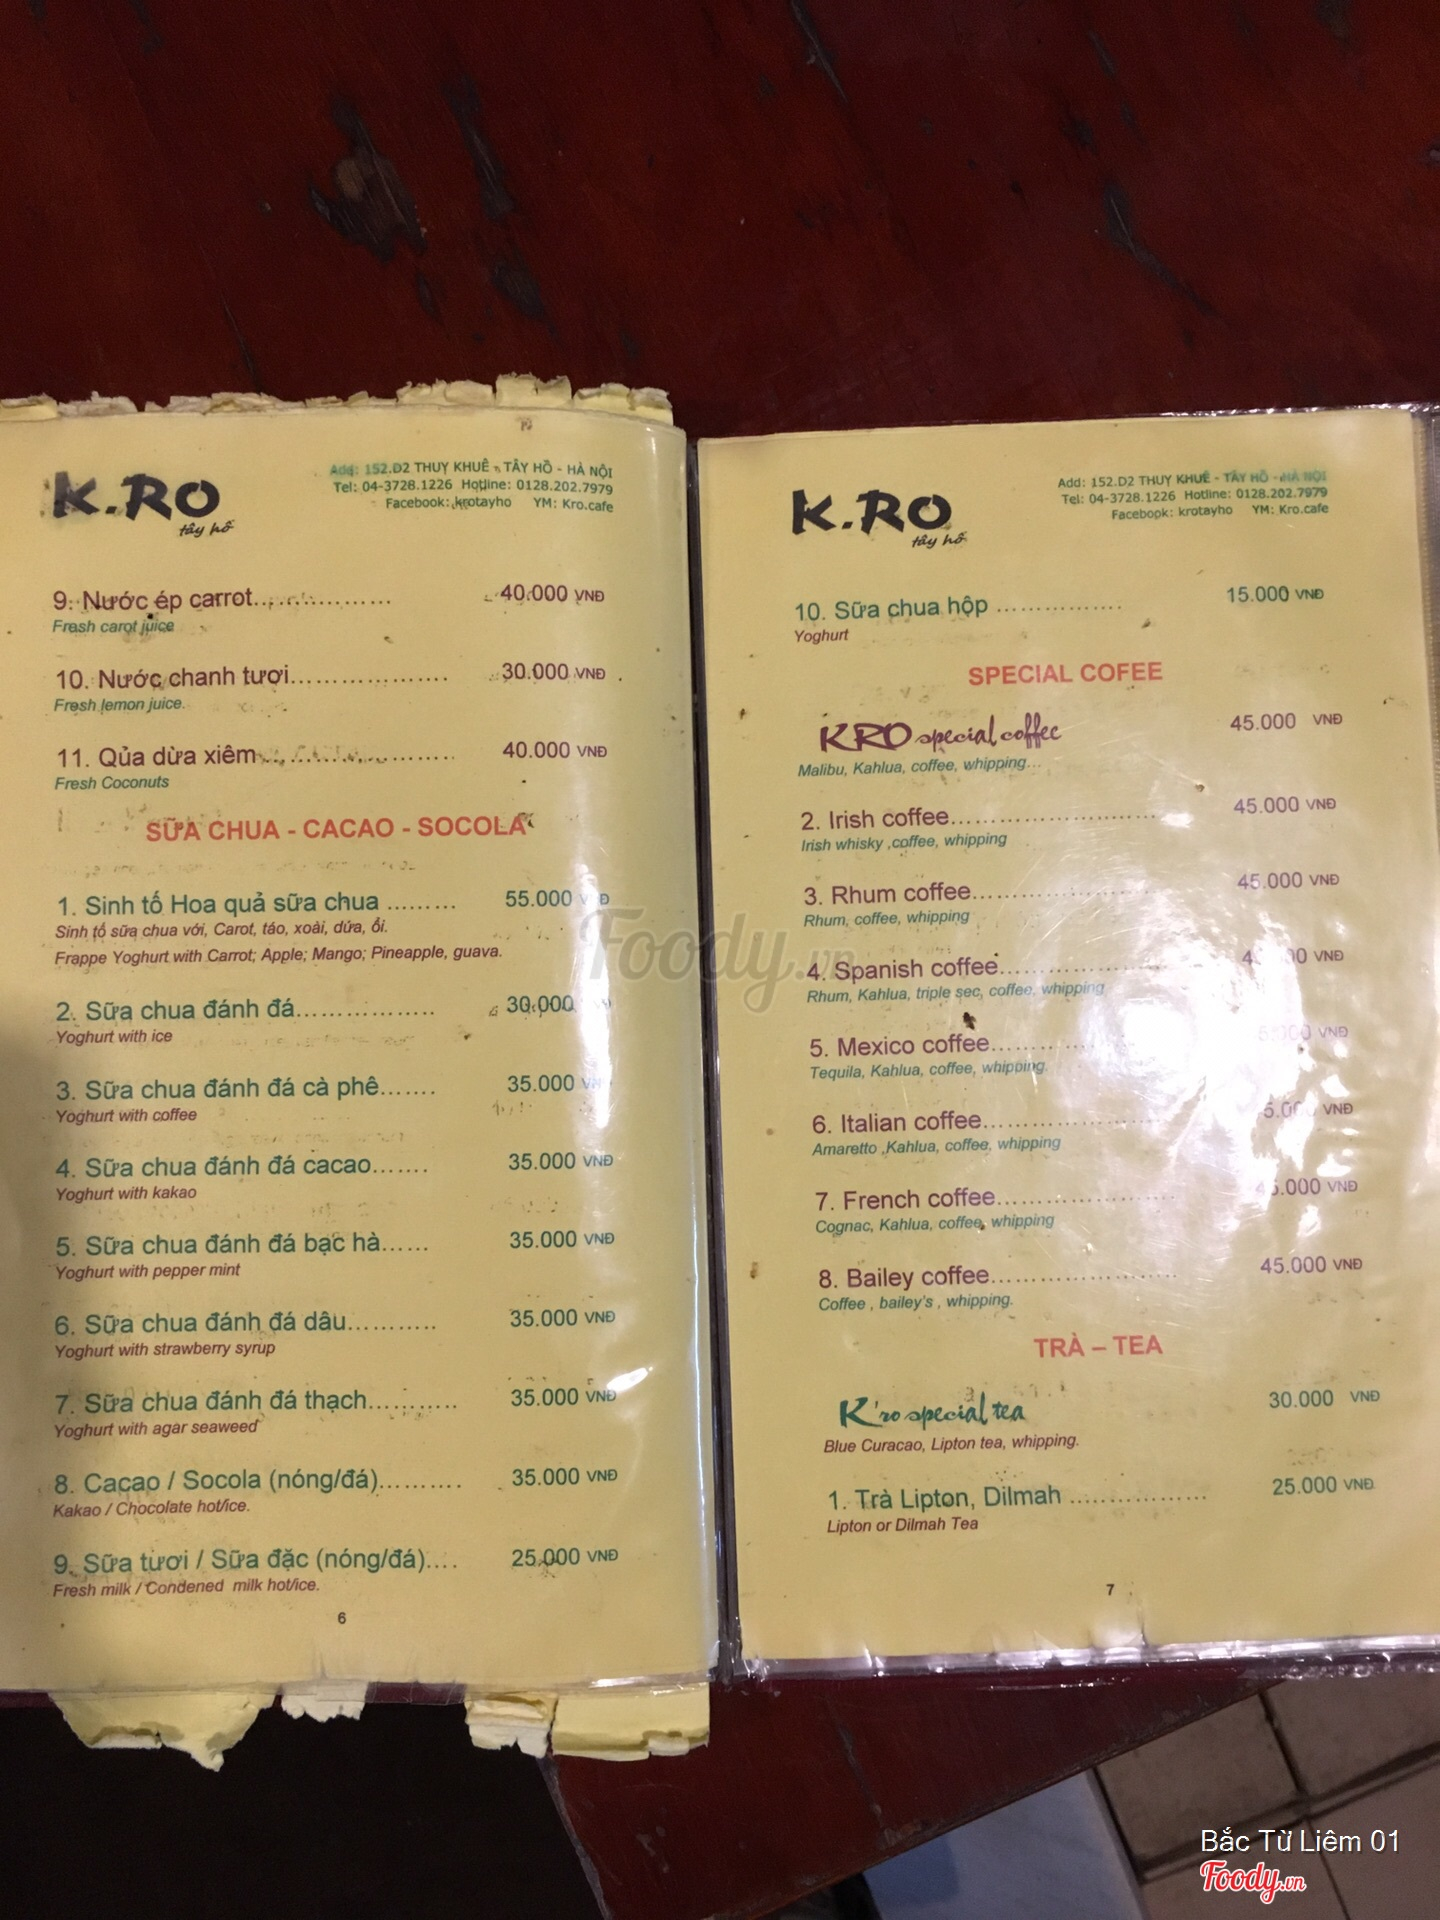 K.RO
tây hồ
Add: 152.D2 THUỴ KHUÊ - TÂY HỒ - HÀ NỘI
Tel: 04-3728.1226 Hotline: 0128.202.7979
Facebook: krotayho YM: Kro.cafe
9. Nước ép carrot.................. 40.000 VNĐ
Fresh carot juice
10. Nước chanh tươi.................... 30.000 VNĐ
Fresh lemon juice.
11. Qủa dừa xiêm......................... 40.000 VNĐ
Fresh Coconuts
SỮA CHUA - CACAO - SOCOLA
1. Sinh tố Hoa quả sữa chua ......... 55.000 VNĐ
Sinh tố sữa chua với, Carot, táo, xoài, dứa, ổi.
Frappe Yoghurt with Carrot; Apple; Mango; Pineapple, guava.
2. Sữa chua đánh đá.................. 30.000
Yoghurt with ice
3. Sữa chua đánh đá cà phê....... 35.000
Yoghurt with coffee
4. Sữa chua đánh đá cacao....... 35.000 VNĐ
Yoghurt with kakao
5. Sữa chua đánh đá bạc hà...... 35.000 VNĐ
Yoghurt with pepper mint
6. Sữa chua đánh đá dâu............ 35.000 VNĐ
Yoghurt with strawberry syrup
7. Sữa chua đánh đá thạch............ 35.000 VNĐ
Yoghurt with agar seaweed
8. Cacao / Socola (nóng/đá).......... 35.000 VNĐ
Kakao / Chocolate hot/ice.
9. Sữa tươi / Sữa đặc (nóng/đá).... 25.000 VNĐ
Fresh milk / Condened milk hot/ice.
6
K.RO
tây hồ
Add: 152.D2 THUỴ KHUÊ - TÂY HỒ - HÀ NỘI
Tel: 04-3728.1226 Hotline: 0128.202.7979
Facebook: krotayho YM: Kro.cafe
10. Sữa chua hộp ................ 15.000 VNĐ
Yoghurt
SPECIAL COFEE
KRO special coffee 45.000 VNĐ
Malibu, Kahlua, coffee, whipping...
2. Irish coffee.......................... 45.000 VNĐ
Irish whisky ,coffee, whipping
3. Rhum coffee....................... 45.000 VNĐ
Rhum, coffee, whipping
4. Spanish coffee.................... VNĐ
Rhum, Kahlua, triple sec, coffee, whipping
5. Mexico coffee.................... VNĐ
Tequila, Kahlua, coffee, whipping.
6. Italian coffee..................... VNĐ
Amaretto ,Kahlua, coffee, whipping
7. French coffee...................... 45.000 VNĐ
Cognac, Kahlua, coffee, whipping
8. Bailey coffee........................ 45.000 VNĐ
Coffee , bailey's , whipping.
TRÀ – TEA
K'ro special tea 30.000 VNĐ
Blue Curacao, Lipton tea, whipping.
1. Trà Lipton, Dilmah .................. 25.000 VNĐ
Lipton or Dilmah Tea
7
Foody.vn
Bắc Từ Liêm 01
Foody.vn